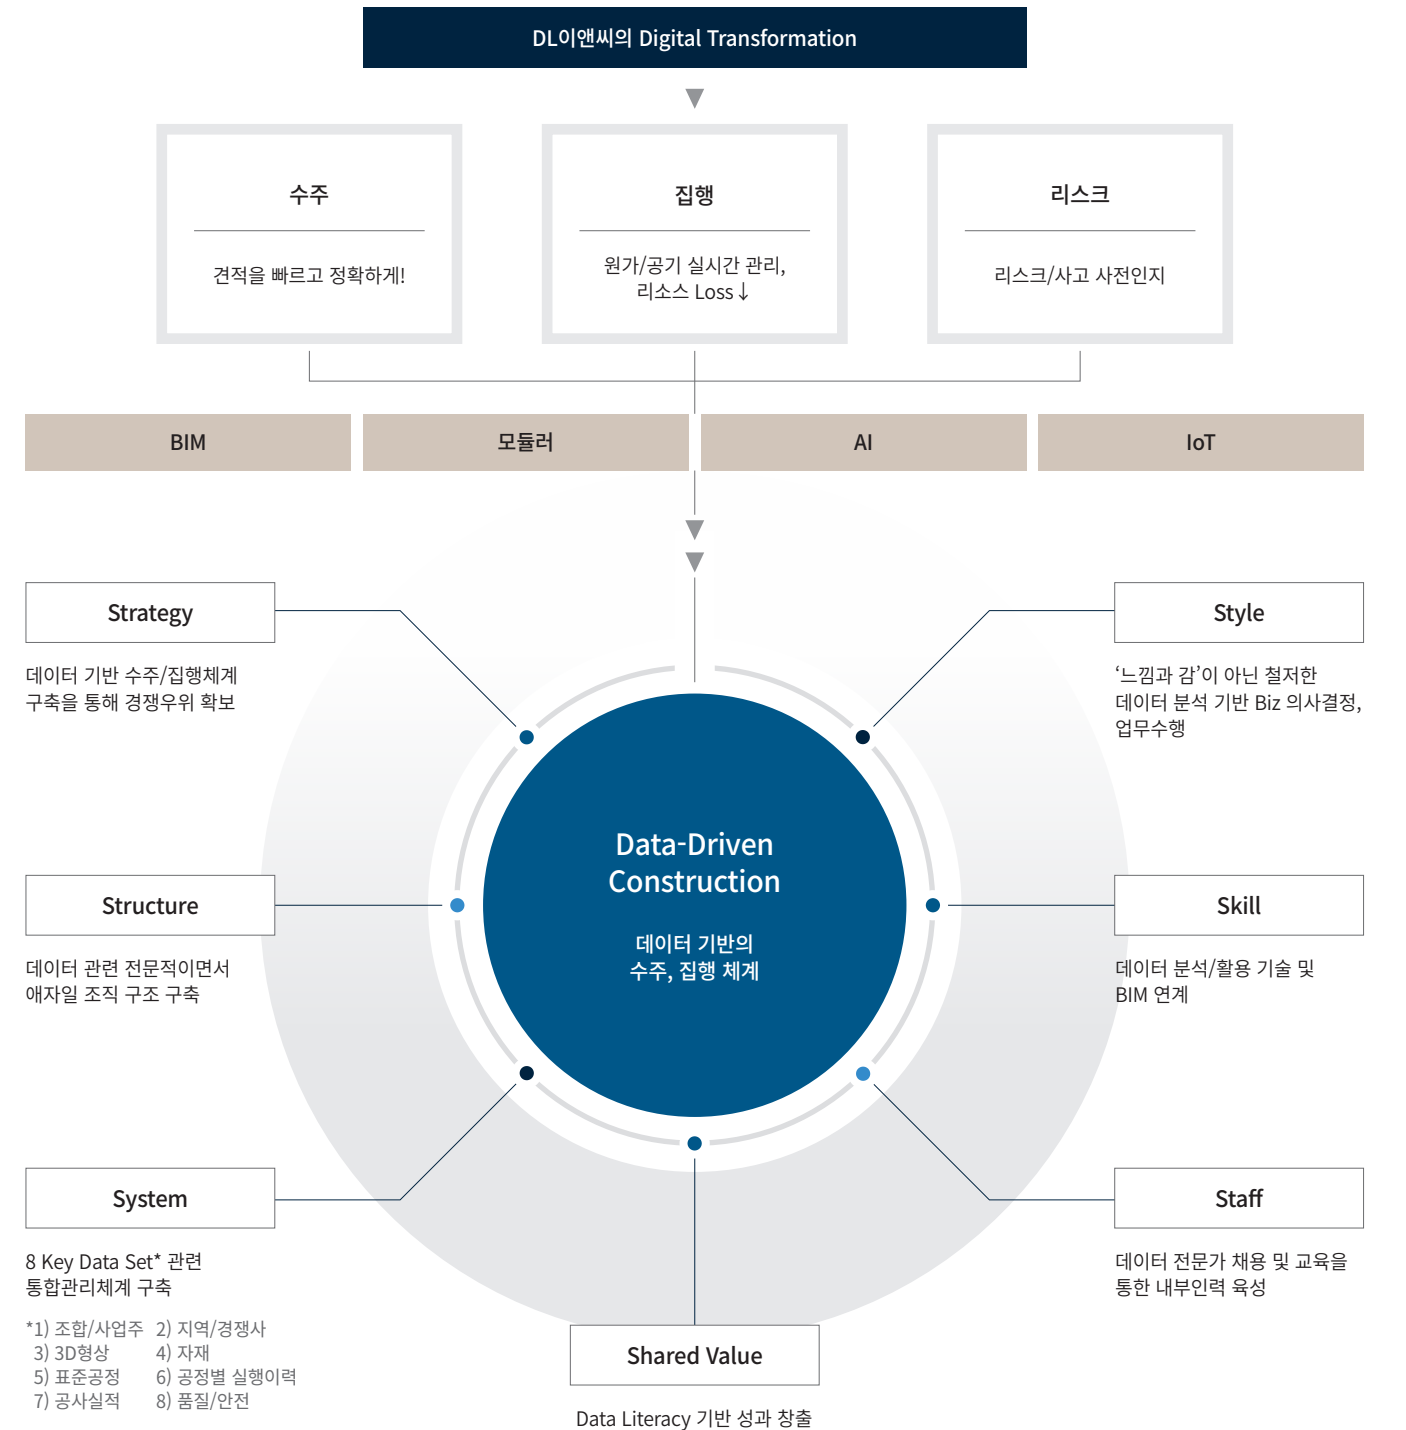 DL이앤씨의 Digital Transformation
수주
견적을 빠르고 정확하게!
집행
원가/공기 실시간 관리,
리소스 Loss↓
리스크
리스크/사고 사전인지
BIM
모듈러
AI
IoT
Strategy
데이터 기반 수주/집행체계
구축을 통해 경쟁우위 확보
Style
‘느낌과 감’이 아닌 철저한
데이터 분석 기반 Biz 의사결정,
업무수행
Data-Driven
Construction
데이터 기반의
수주, 집행 체계
Structure
데이터 관련 전문적이면서
애자일 조직 구조 구축
Skill
데이터 분석/활용 기술 및
BIM 연계
System
8 Key Data Set* 관련
통합관리체계 구축
*1) 조합/사업주 2) 지역/경쟁사
3) 3D형상 4) 자재
5) 표준공정 6) 공정별 실행이력
7) 공사실적 8) 품질/안전
Staff
데이터 전문가 채용 및 교육을
통한 내부인력 육성
Shared Value
Data Literacy 기반 성과 창출